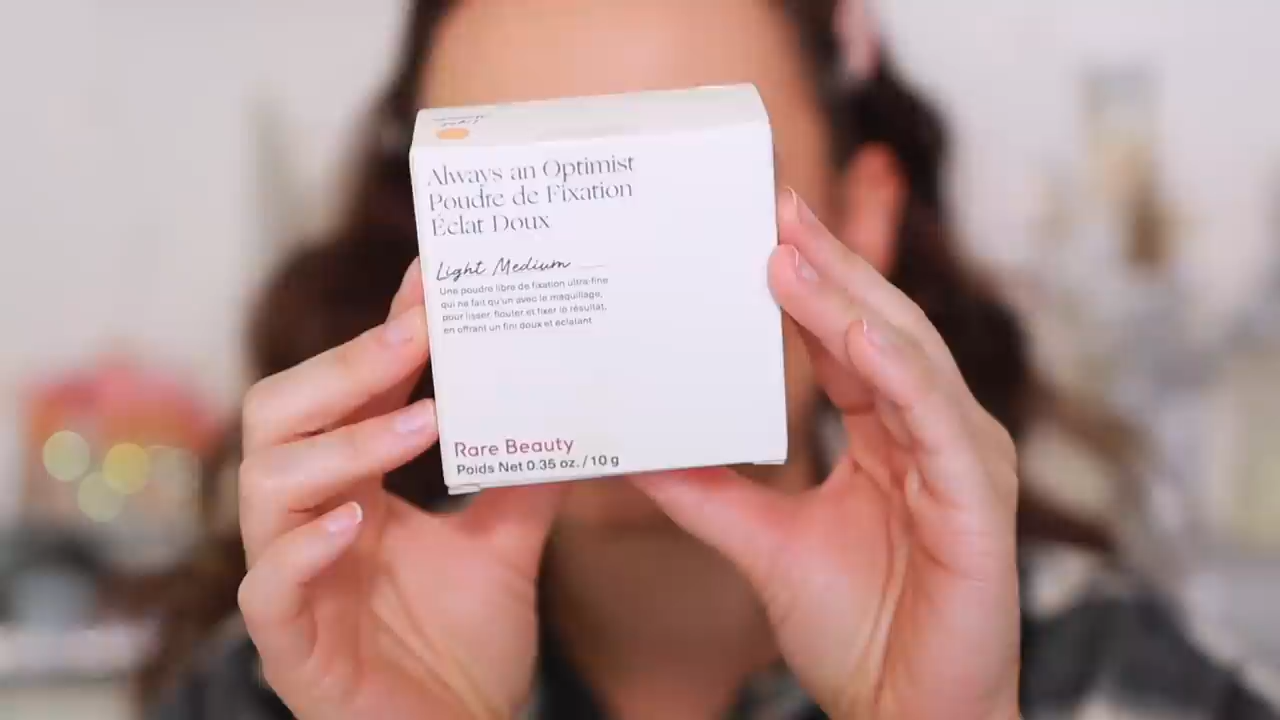 Always an Optimist
Poudre de Fixation
Éclat Doux
Light Medium
Une poudre libre de fixation ultra-fine
qui ne fait qu'un avec le maquillage,
pour lisser, flouter et fixer le résultat,
en offrant un fini doux et éclatant.
Rare Beauty
Poids Net 0.35 oz. / 10 g